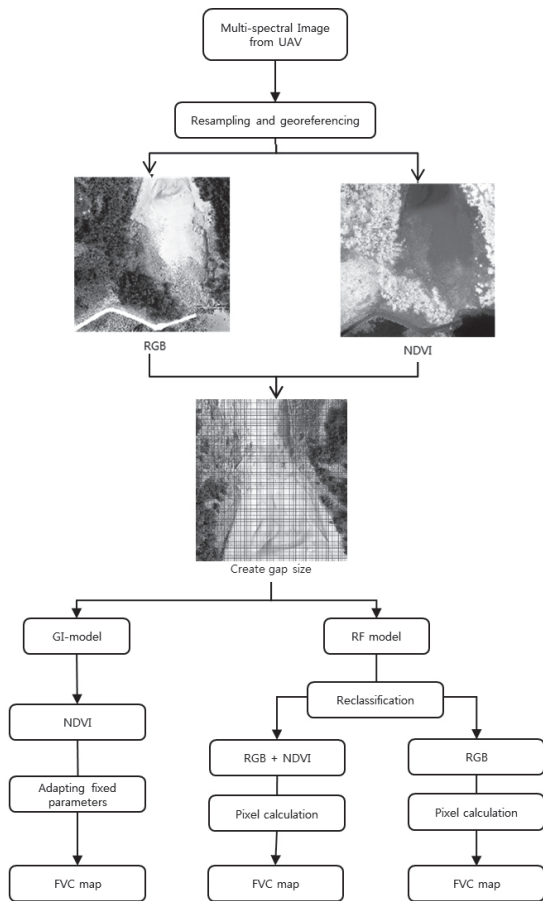 Multi-spectral Image
from UAV
Resampling and georeferencing
RGB
NDVI
Create gap size
GI-model
RF model
Reclassification
NDVI
RGB + NDVI
RGB
Adapting fixed
parameters
Pixel calculation
Pixel calculation
FVC map
FVC map
FVC map